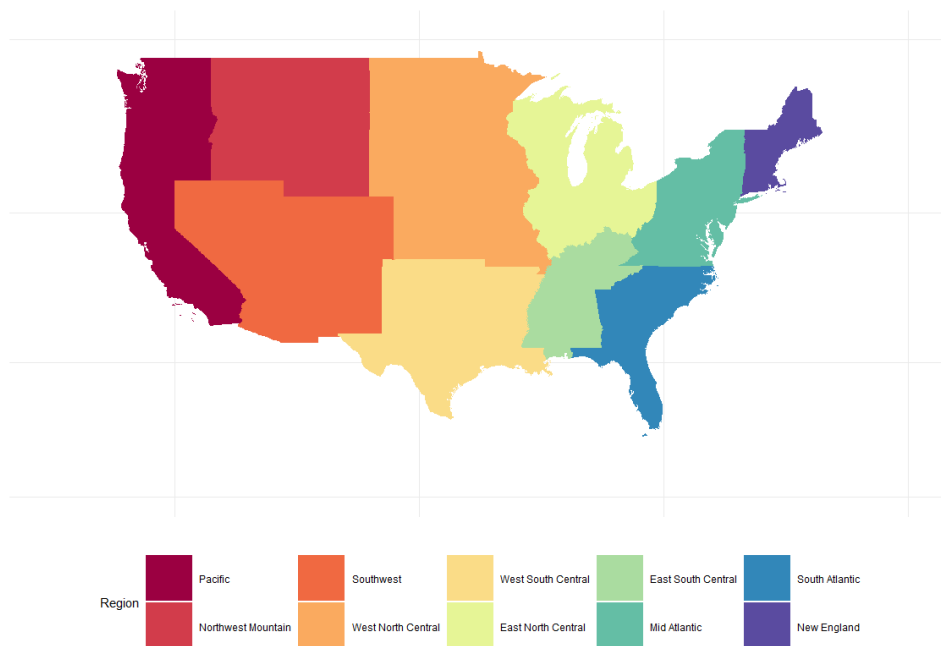 Region
Pacific
Southwest
West South Central
East South Central
South Atlantic
Northwest Mountain
West North Central
East North Central
Mid Atlantic
New England